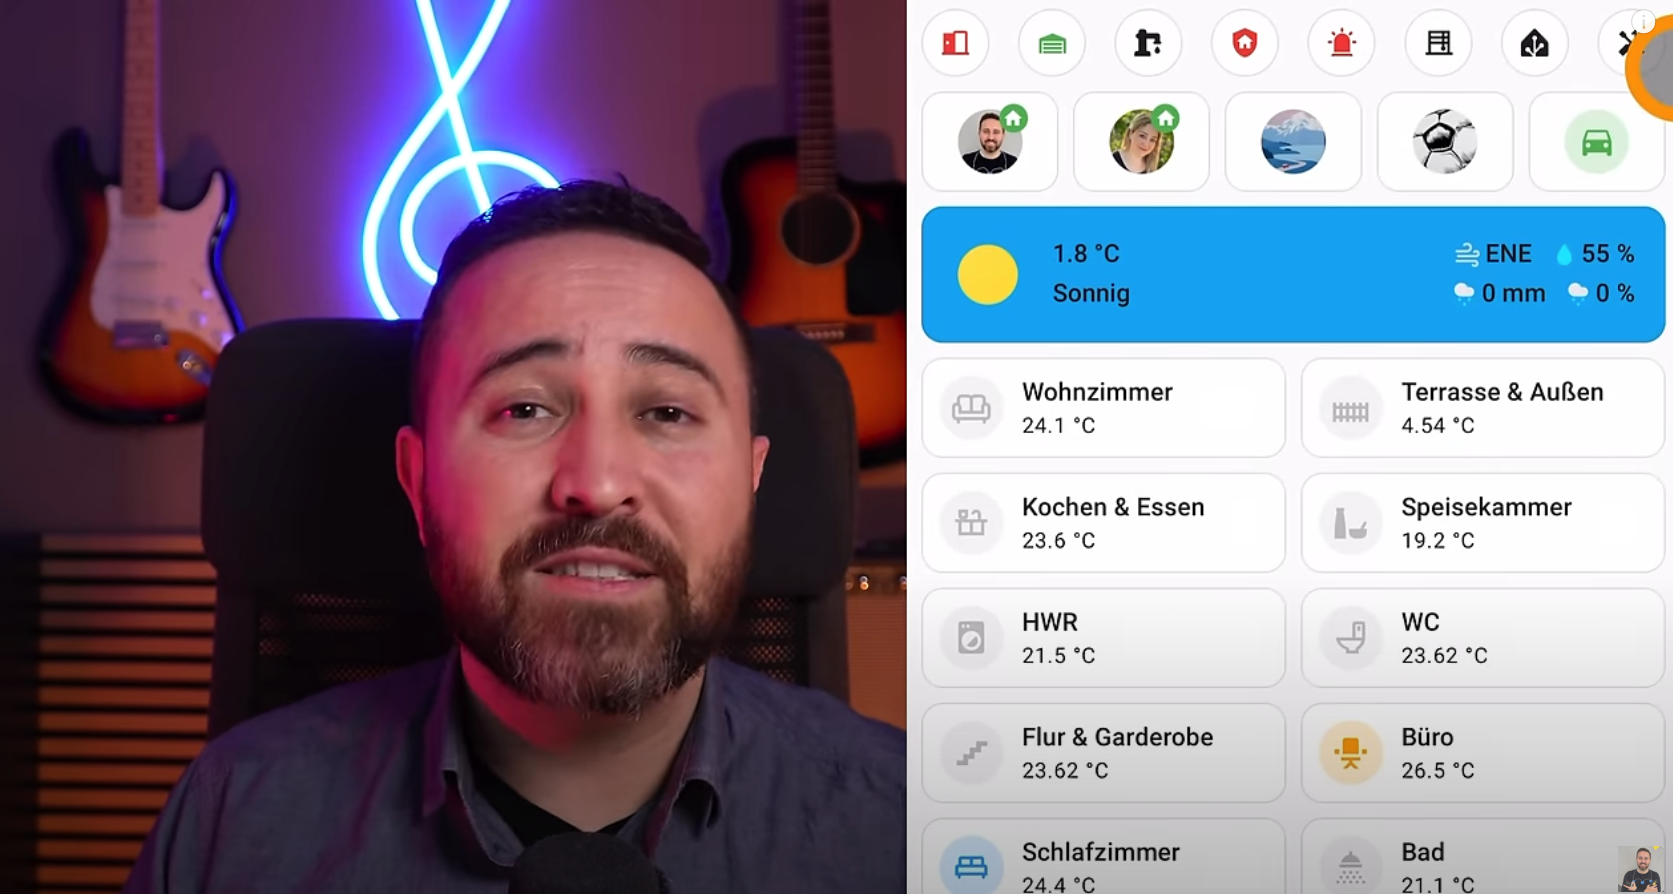 1.8 °C
Sonnig
ENE 55 %
0 mm 0 %
Wohnzimmer
24.1 °C
Terrasse & Außen
4.54 °C
Kochen & Essen
23.6 °C
Speisekammer
19.2 °C
HWR
21.5 °C
WC
23.62 °C
Flur & Garderobe
23.62 °C
Büro
26.5 °C
Schlafzimmer
24.4 °C
Bad
21.1 °C